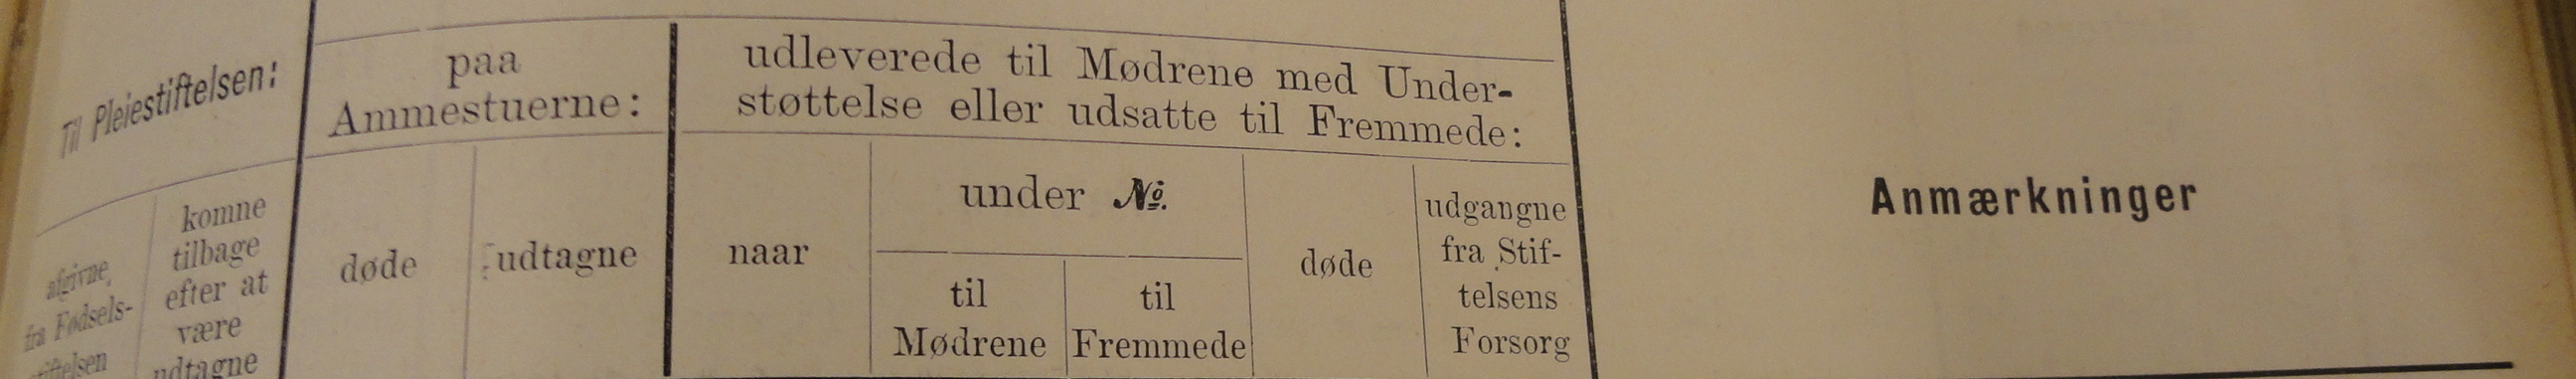 Til Pleiestiftelsen:
afgivne
fra Fødsels-
stiftelsen
komne
tilbage
efter at
være
udtagne
paa
Ammestuerne:
døde
udtagne
udleverede til Mødrene med Under-
støttelse eller udsatte til Fremmede:
naar
under No.
til
Mødrene
til
Fremmede
døde
udgangne
fra Stif-
telsens
Forsorg
Anmærkninger